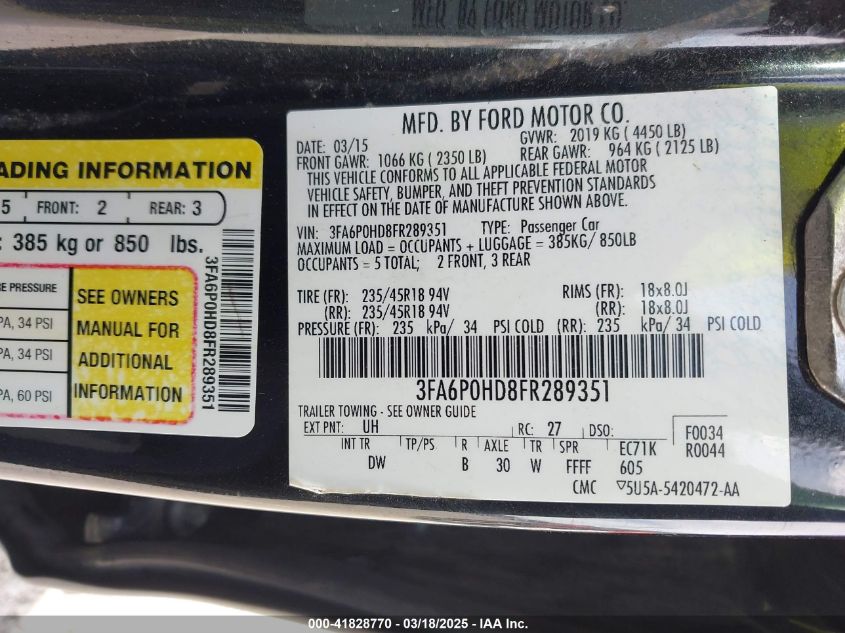 ADING INFORMATION
5 FRONT: 2 REAR: 3
: 385 kg or 850 lbs.
RE PRESSURE
PA, 34 PSI
PA, 34 PSI
PA, 60 PSI
SEE OWNERS
MANUAL FOR
ADDITIONAL
INFORMATION
3FA6P0HD8FR289351
MFD. BY FORD MOTOR CO.
DATE: 03/15 GVWR: 2019 KG ( 4450 LB)
FRONT GAWR: 1066 KG ( 2350 LB) REAR GAWR: 964 KG ( 2125 LB)
THIS VEHICLE CONFORMS TO ALL APPLICABLE FEDERAL MOTOR
VEHICLE SAFETY, BUMPER, AND THEFT PREVENTION STANDARDS
IN EFFECT ON THE DATE OF MANUFACTURE SHOWN ABOVE.
VIN: 3FA6P0HD8FR289351 TYPE: Passenger Car
MAXIMUM LOAD = OCCUPANTS + LUGGAGE = 385KG/ 850LB
OCCUPANTS = 5 TOTAL; 2 FRONT, 3 REAR
TIRE (FR): 235/45R18 94V RIMS (FR): 18x8.0J
(RR): 235/45R18 94V (RR): 18x8.0J
PRESSURE (FR): 235 kPa/ 34 PSI COLD (RR): 235 kPa/ 34 PSI COLD
3FA6P0HD8FR289351
TRAILER TOWING - SEE OWNER GUIDE
EXT PNT: UH RC: 27 DSO: F0034
INT TR TP/PS R AXLE TR SPR EC71K R0044
DW B 30 W FFFF 605
CMC ▽5U5A-5420472-AA
000-41828770 - 03/18/2025 - IAA Inc.